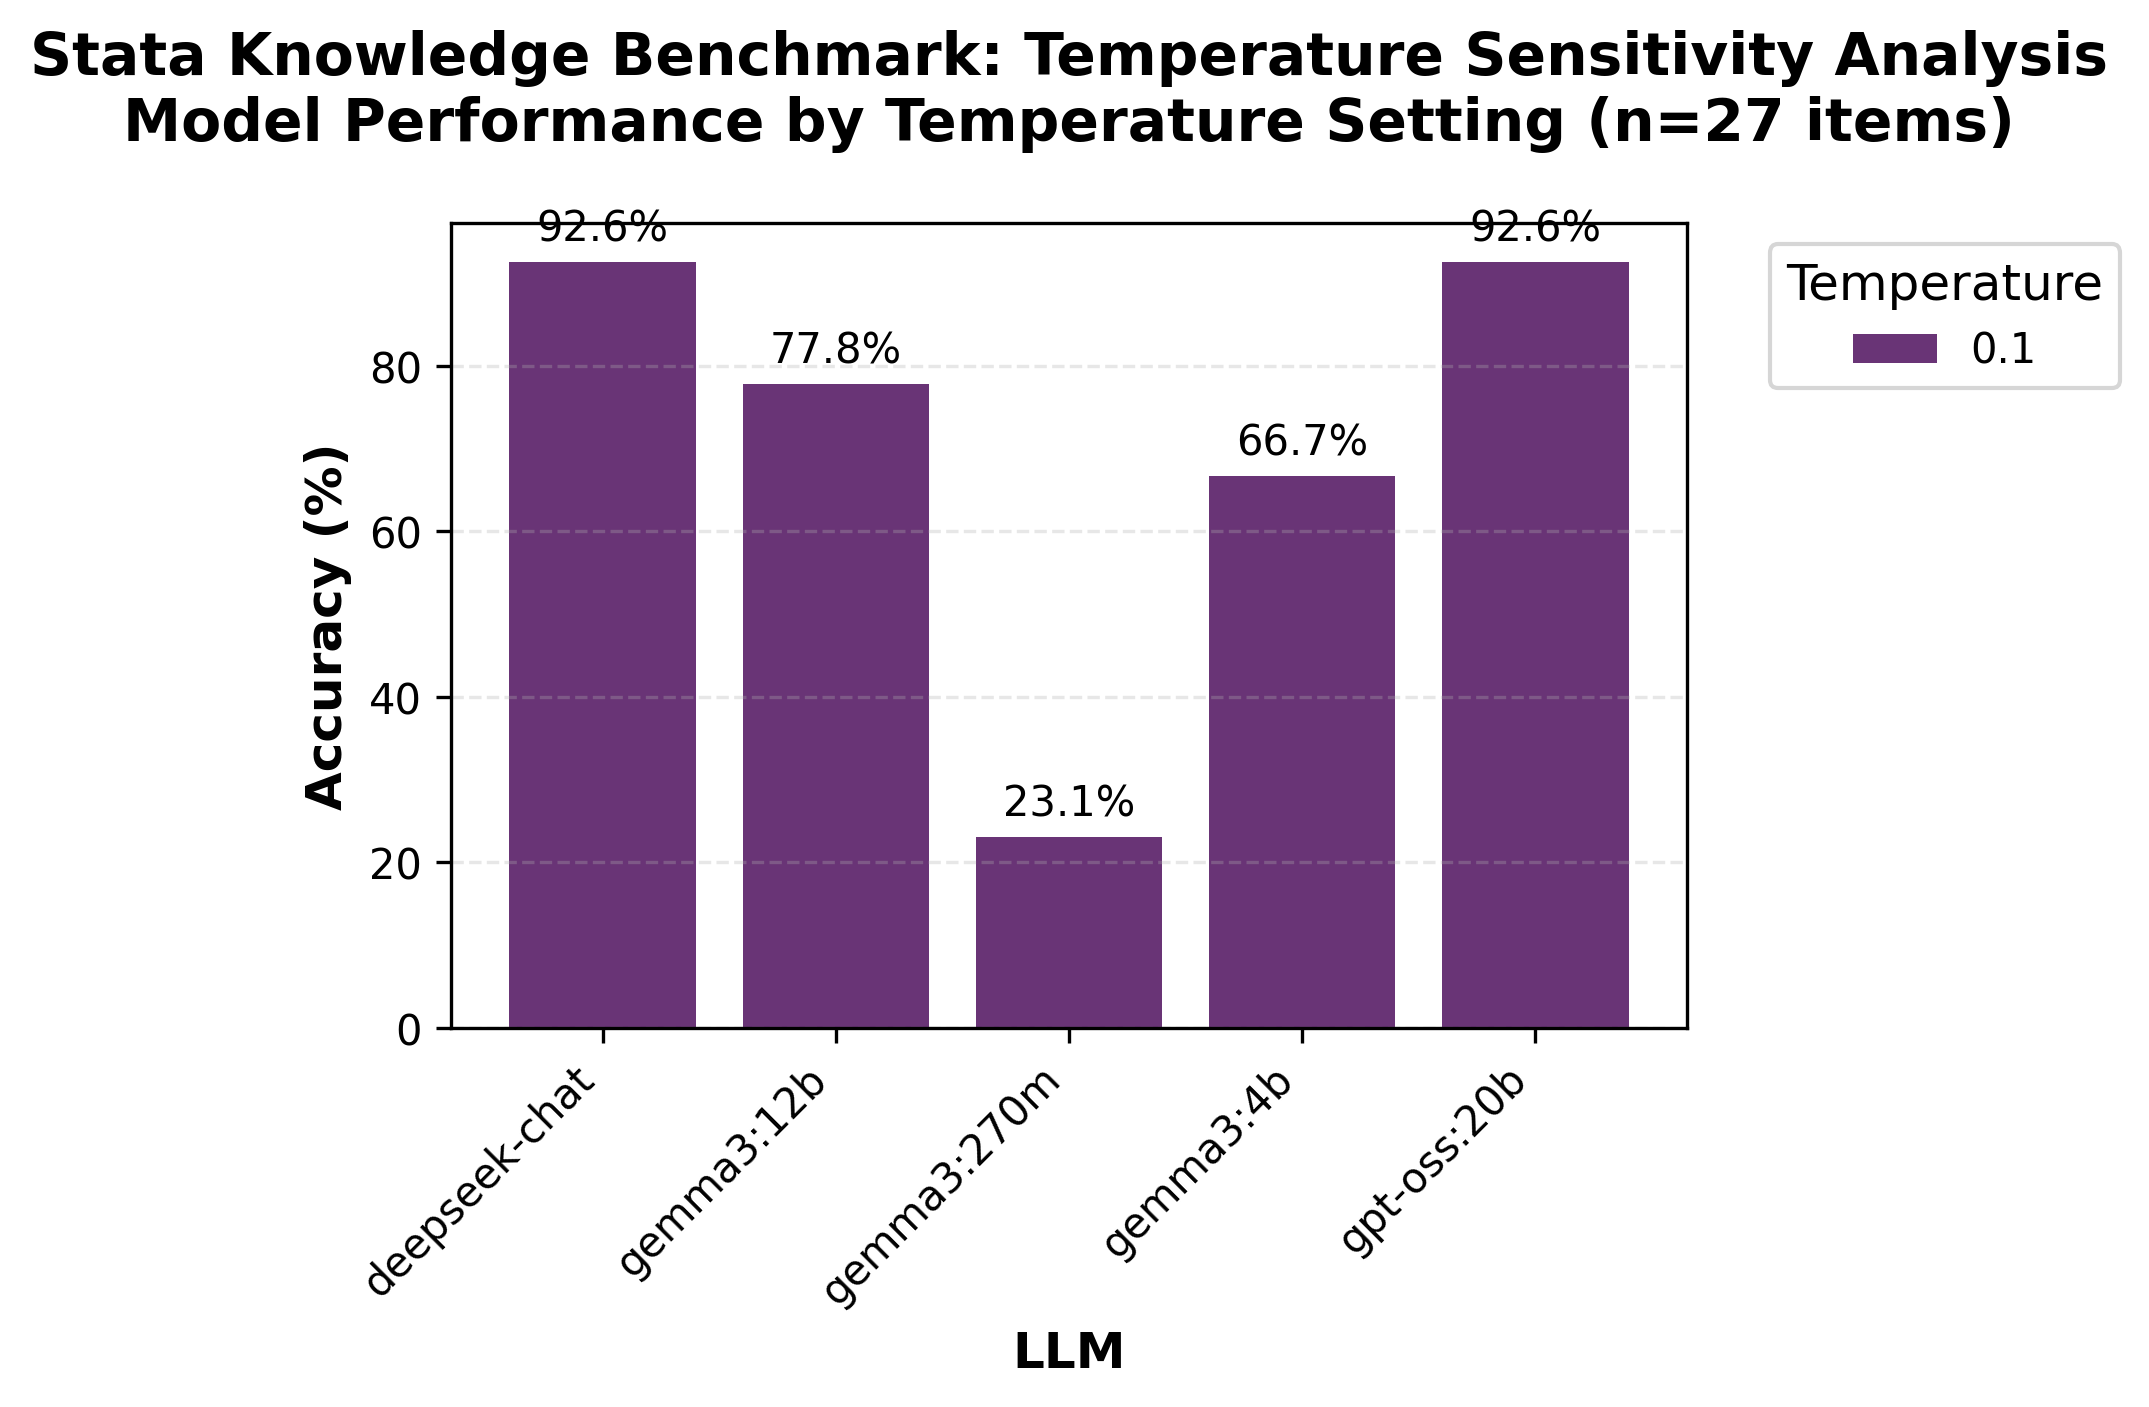 Stata Knowledge Benchmark: Temperature Sensitivity Analysis
Model Performance by Temperature Setting (n=27 items)
92.6%
77.8%
23.1%
66.7%
92.6%
Temperature
0.1
Accuracy (%)
80
60
40
20
0
deepseek-chat
gemma3:12b
gemma3:270m
gemma3:4b
gpt-oss:20b
LLM